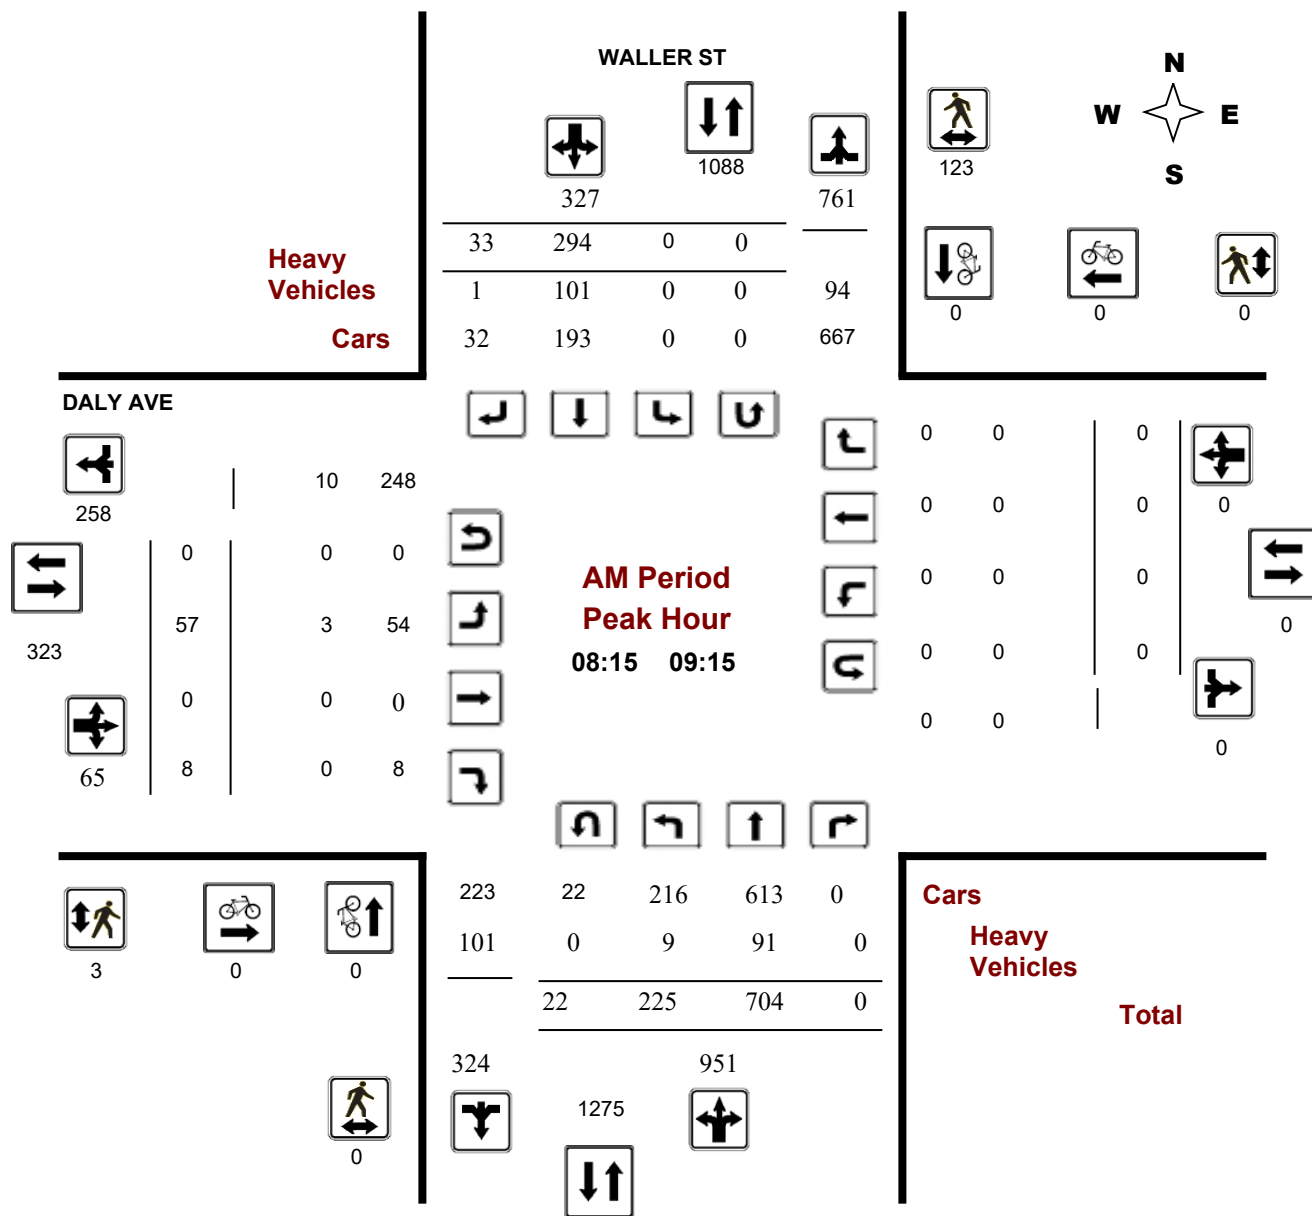 WALLER ST
N
W E
S
1088
327
761
123
33 294 0 0
Heavy
Vehicles
1 101 0 0 94
Cars
32 193 0 0 667
0 0 0
DALY AVE
258
10 248
0 0 0
57 3 54
323
0 0 0
65
8 0 8
AM Period
Peak Hour
08:15 09:15
0 0 0
0 0 0
0
0 0 0
0
0 0 0
0 0
0
223 22 216 613 0
101 0 9 91 0
22 225 704 0
Cars
Heavy
Vehicles
Total
3 0 0
324
951
1275
0